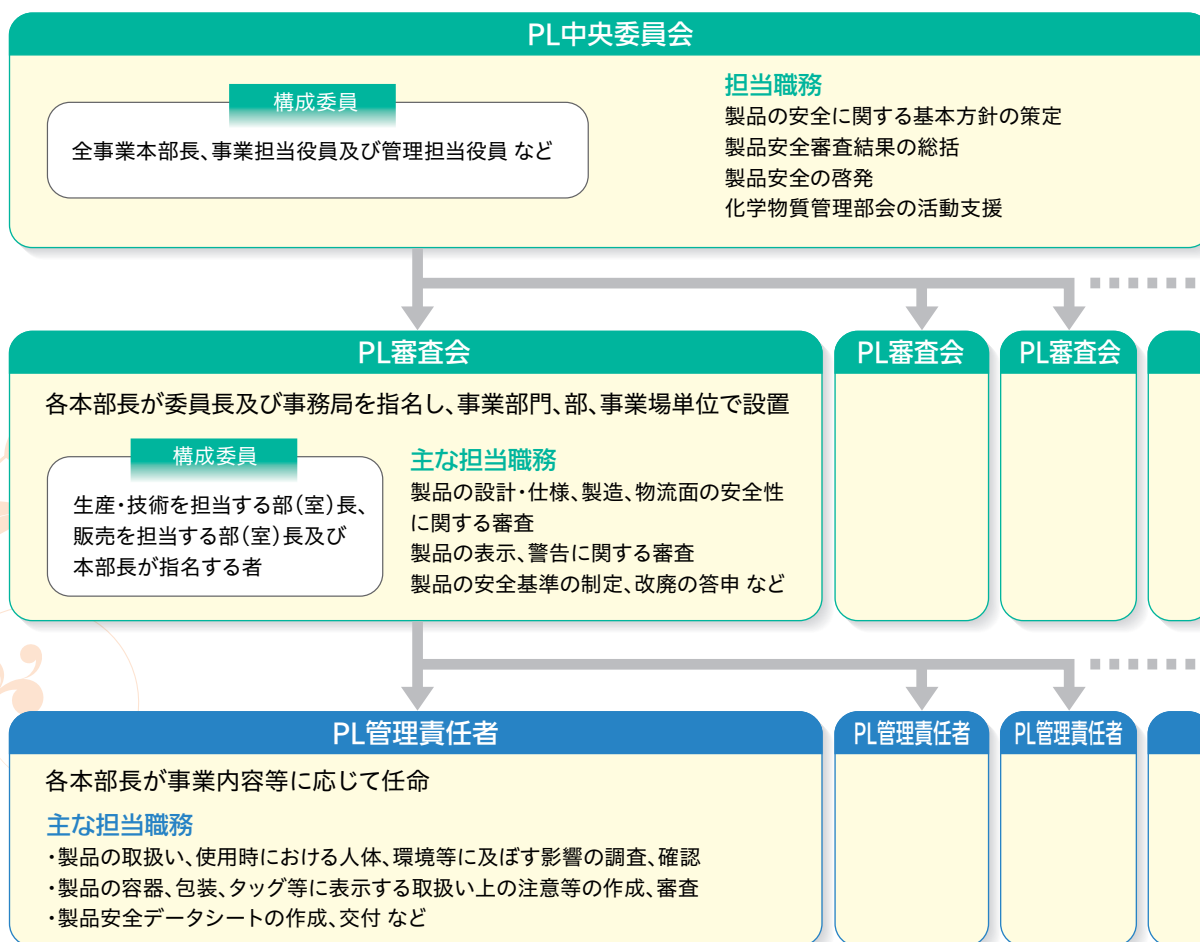 PL中央委員会
構成委員
全事業本部長、事業担当役員及び管理担当役員 など
担当職務
製品の安全に関する基本方針の策定
製品安全審査結果の総括
製品安全の啓発
化学物質管理部会の活動支援
PL審査会
各本部長が委員長及び事務局を指名し、事業部門、部、事業場単位で設置
構成委員
生産・技術を担当する部（室）長、
販売を担当する部（室）長及び
本部長が指名する者
主な担当職務
製品の設計・仕様、製造、物流面の安全性
に関する審査
製品の表示、警告に関する審査
製品の安全基準の制定、改廃の答申 など
PL審査会
PL審査会
PL管理責任者
各本部長が事業内容等に応じて任命
主な担当職務
・製品の取扱い、使用時における人体、環境等に及ぼす影響の調査、確認
・製品の容器、包装、タッグ等に表示する取扱い上の注意等の作成、審査
・製品安全データシートの作成、交付 など
PL管理責任者
PL管理責任者